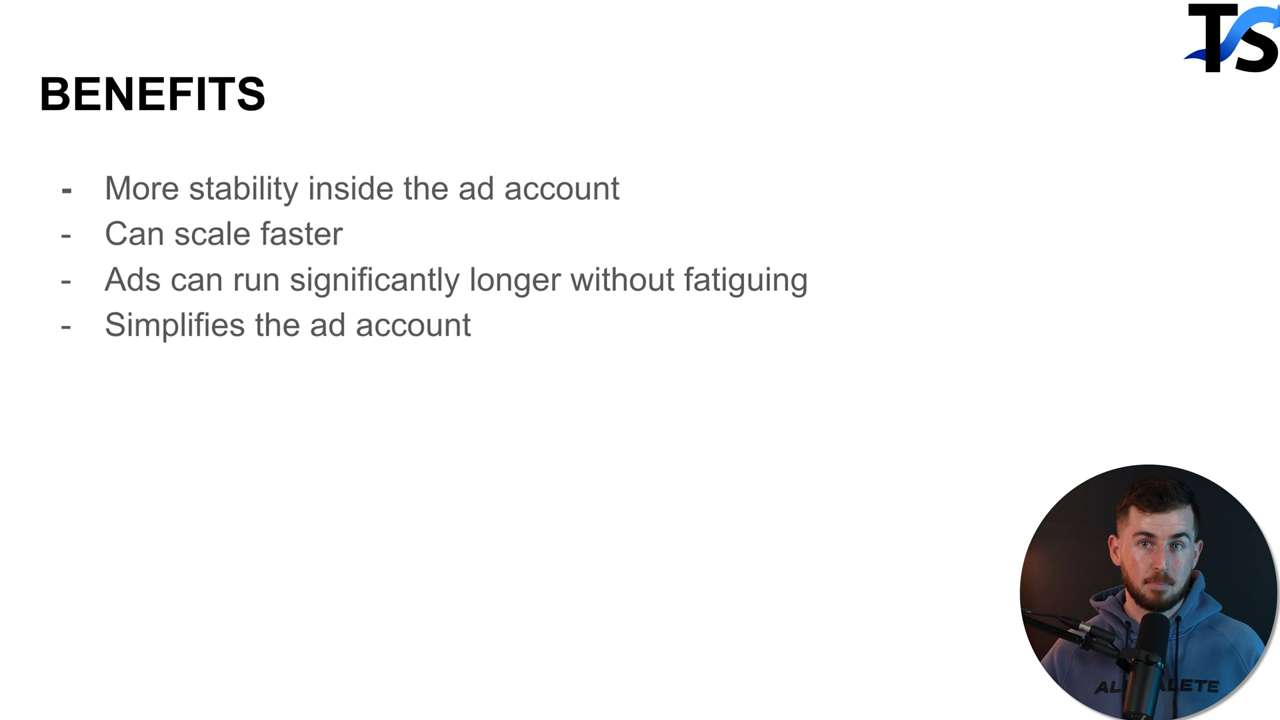 TS
BENEFITS
- More stability inside the ad account
- Can scale faster
- Ads can run significantly longer without fatiguing
- Simplifies the ad account